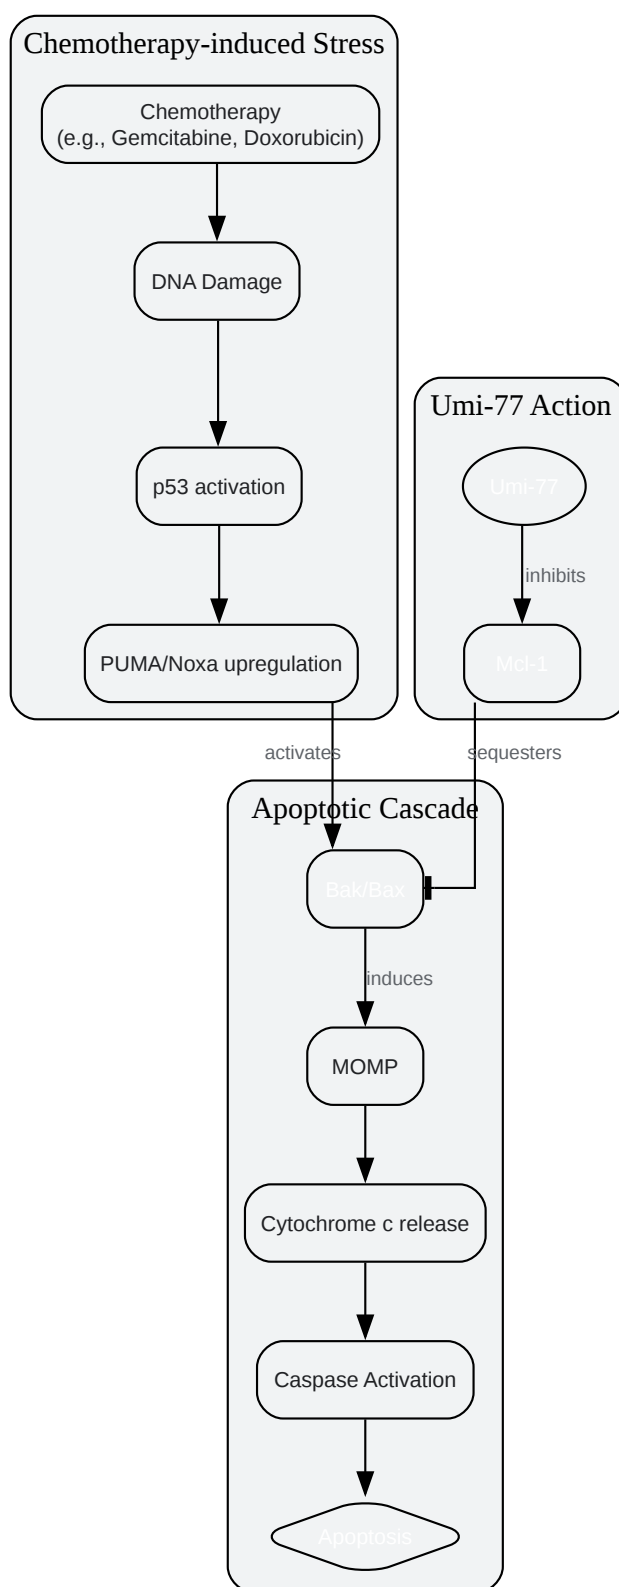 Chemotherapy-induced Stress
Chemotherapy
(e.g., Gemcitabine, Doxorubicin)
DNA Damage
p53 activation
PUMA/Noxa upregulation
Umi-77 Action
Umi-77
inhibits
Mcl-1
activates
sequesters
Apoptotic Cascade
Bak/Bax
induces
MOMP
Cytochrome c release
Caspase Activation
Apoptosis